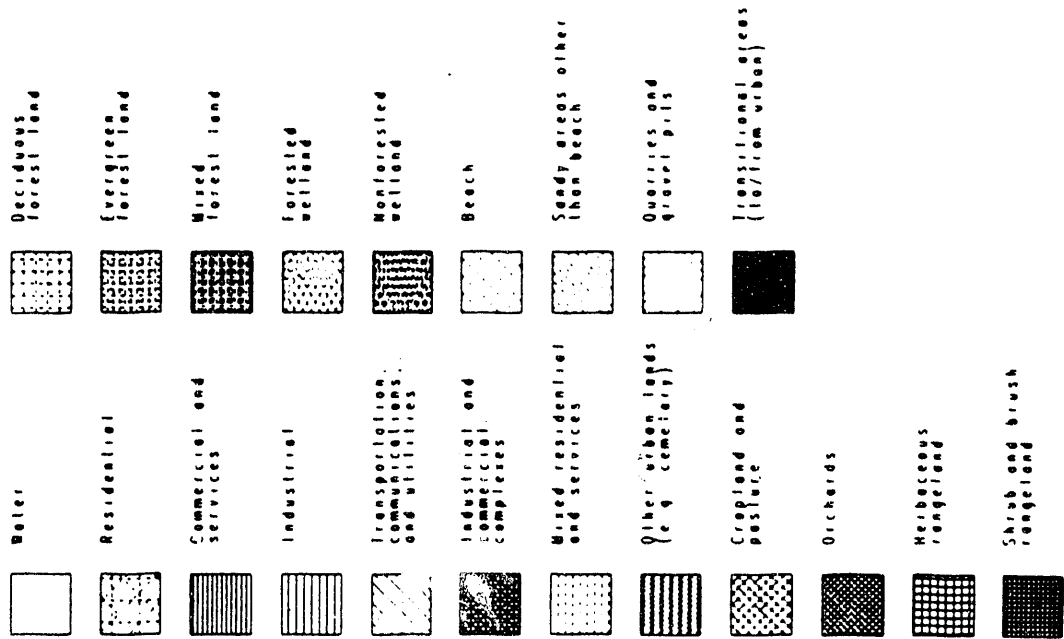 Water
Residential
Commercial and
services
Industrial
Transportation,
communications,
and utilities
Industrial and
commercial
complexes
Mixed residential
and services
Other urban lands
(e.g. cemetary)
Cropland and
pasture
Orchards
Herbaceous
rangeland
Shrub and brush
rangeland
Deciduous
forest land
Evergreen
forest land
Mixed
forest land
Forested
wetland
Nonforested
wetland
Beach
Sandy areas other
than beach
Quarries and
gravel pits
Transitional areas
(to/from urban)